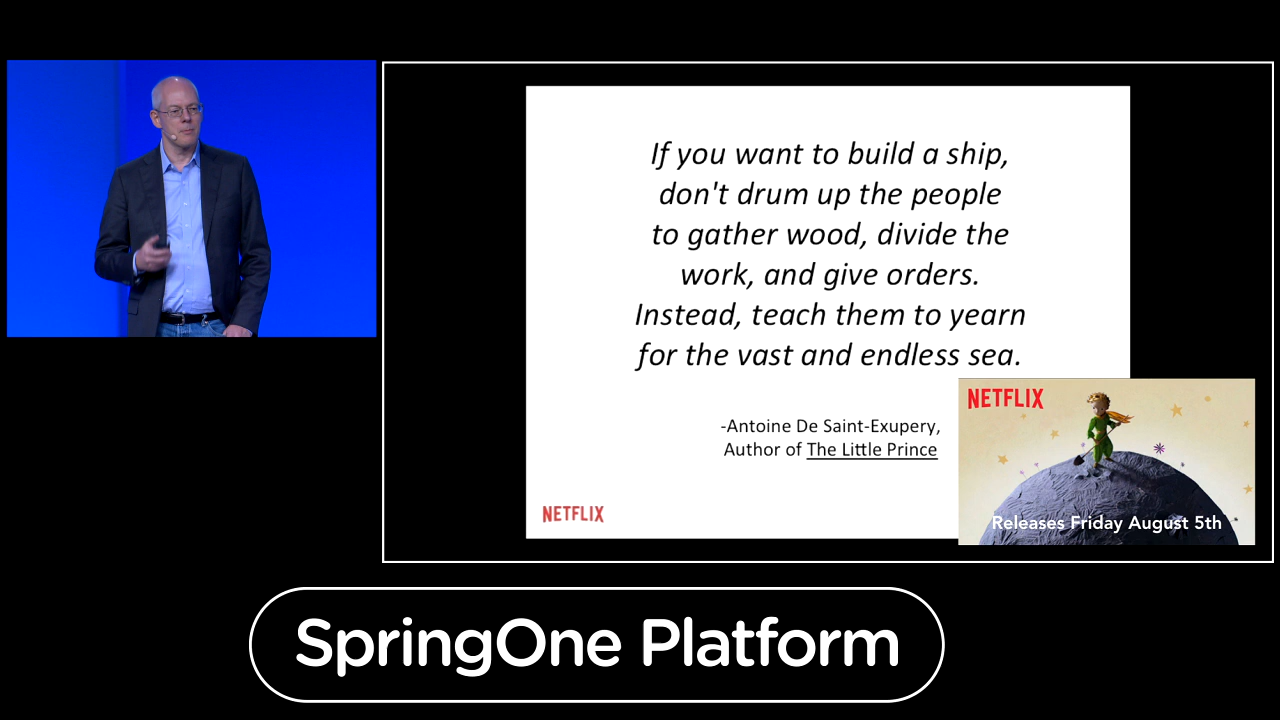 If you want to build a ship,
don't drum up the people
to gather wood, divide the
work, and give orders.
Instead, teach them to yearn
for the vast and endless sea.
-Antoine De Saint-Exupery,
Author of The Little Prince
NETFLIX
NETFLIX
Releases Friday August 5th
SpringOne Platform